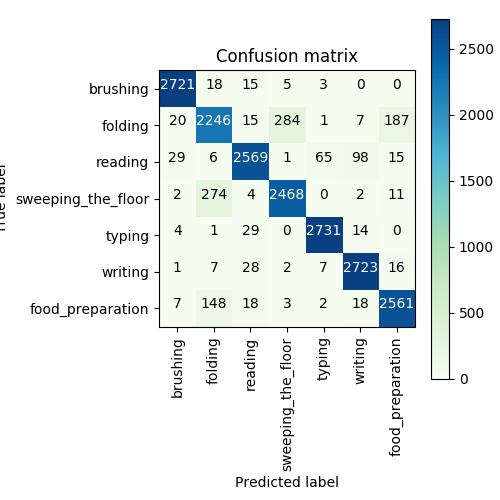 Confusion matrix
brushing 2721 18 15 5 3 0 0
folding 20 2246 15 284 1 7 187
reading 29 6 2569 1 65 98 15
sweeping_the_floor 2 274 4 2468 0 2 11
typing 4 1 29 0 2731 14 0
writing 1 7 28 2 7 2723 16
food_preparation 7 148 18 3 2 18 2561
brushing
folding
reading
sweeping_the_floor
typing
writing
food_preparation
Predicted label
True label
2500
2000
1500
1000
500
0